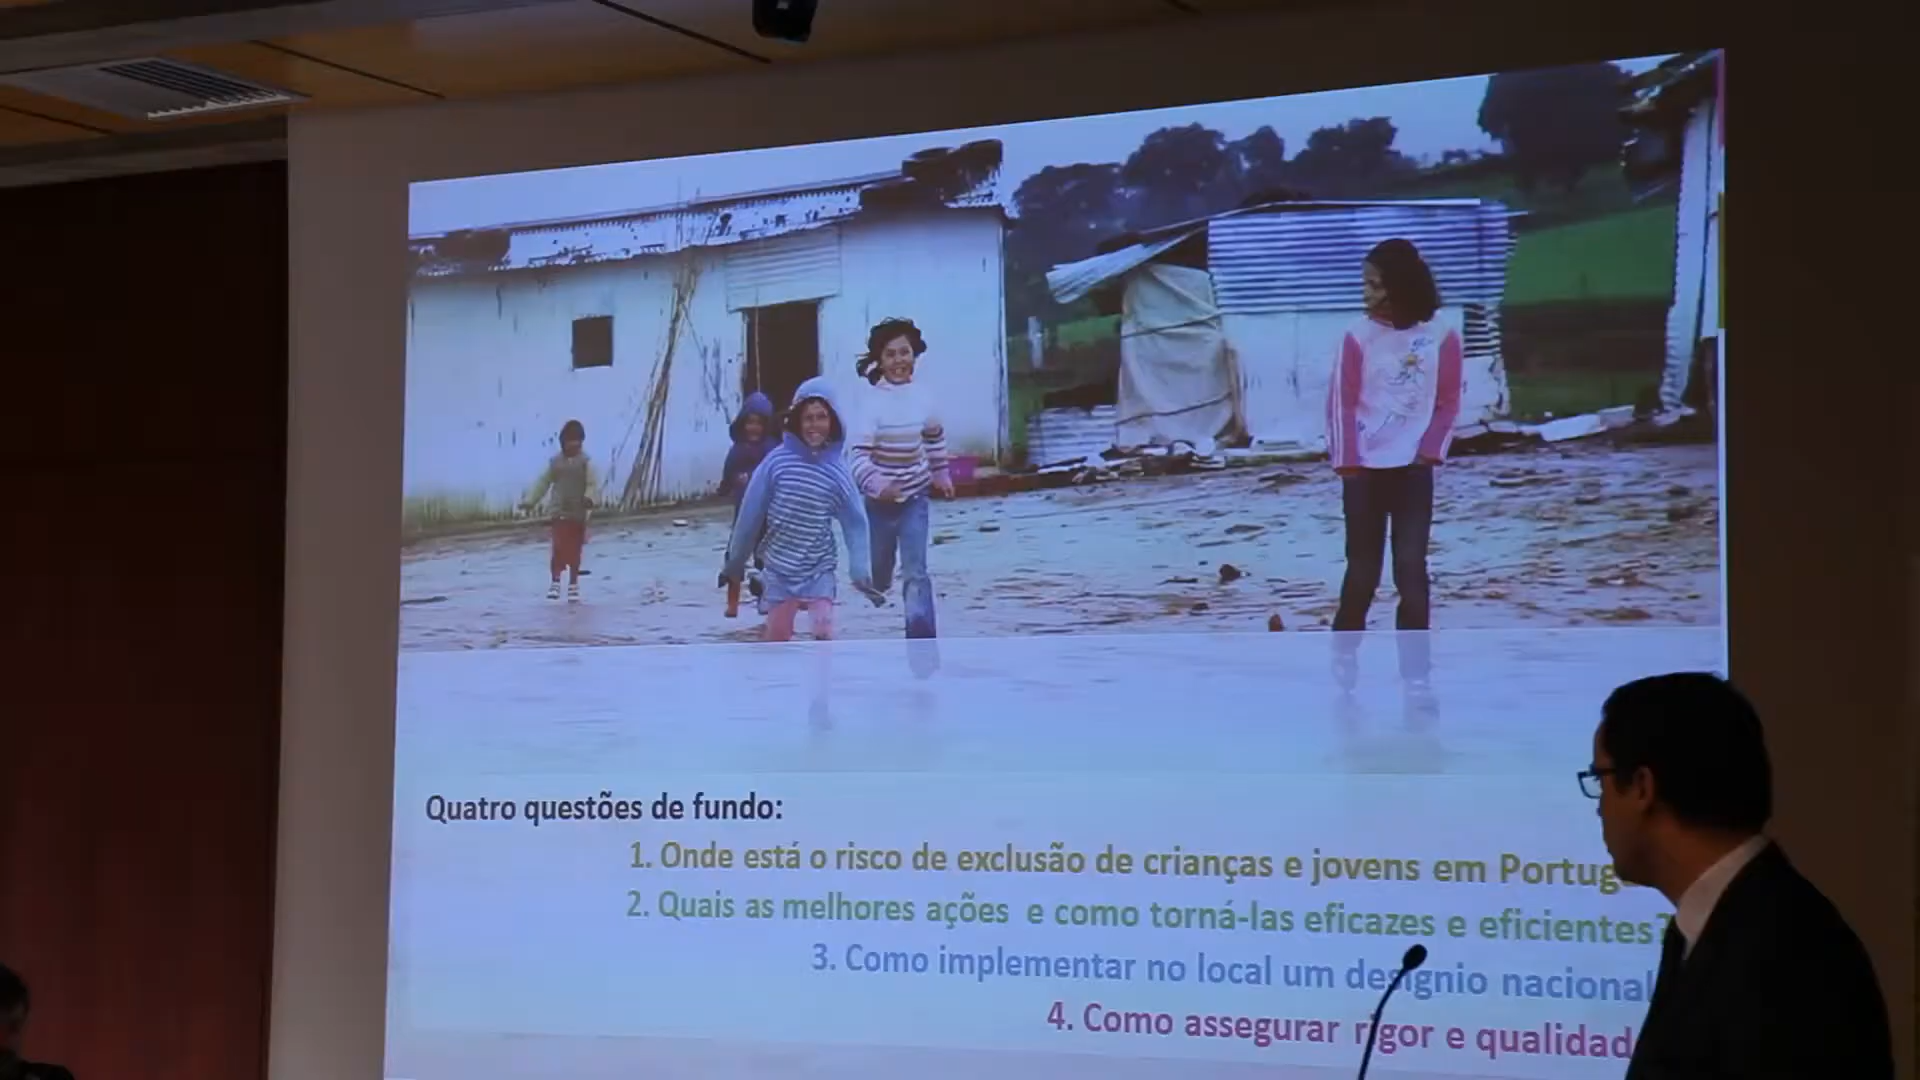 Quatro questões de fundo:
1. Onde está o risco de exclusão de crianças e jovens em Portug
2. Quais as melhores ações e como torná-las eficazes e eficientes?
3. Como implementar no local um desígnio nacional
4. Como assegurar rigor e qualidad